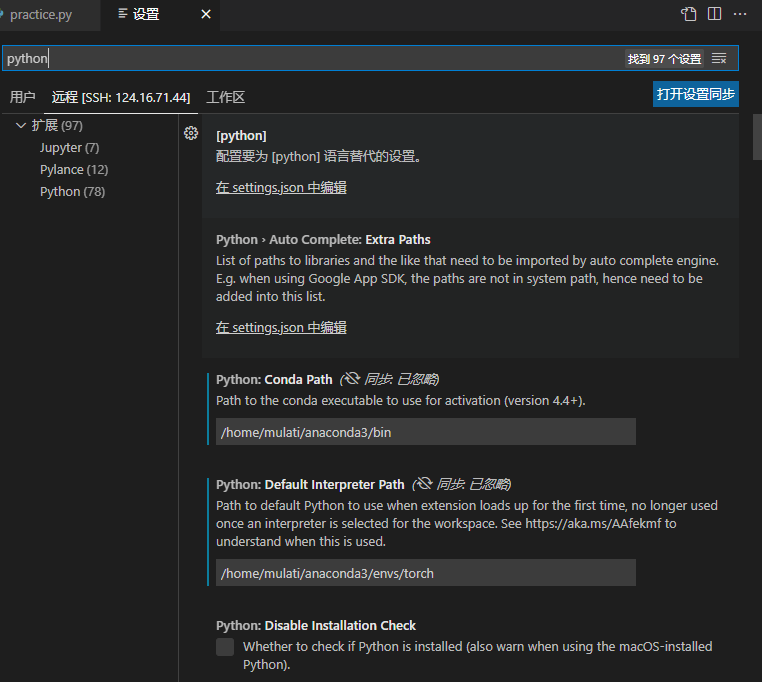 practice.py
设置
python
找到 97 个设置
用户
远程 [SSH: 124.16.71.44]
工作区
打开设置同步
扩展 (97)
Jupyter (7)
Pylance (12)
Python (78)
[python]
配置要为 [python] 语言替代的设置。
在 settings.json 中编辑
Python › Auto Complete: Extra Paths
List of paths to libraries and the like that need to be imported by auto complete engine.
E.g. when using Google App SDK, the paths are not in system path, hence need to be
added into this list.
在 settings.json 中编辑
Python: Conda Path (同步: 已忽略)
Path to the conda executable to use for activation (version 4.4+).
/home/mulati/anaconda3/bin
Python: Default Interpreter Path (同步: 已忽略)
Path to default Python to use when extension loads up for the first time, no longer used
once an interpreter is selected for the workspace. See https://aka.ms/AAfekmf to
understand when this is used.
/home/mulati/anaconda3/envs/torch
Python: Disable Installation Check
Whether to check if Python is installed (also warn when using the macOS-installed
Python).